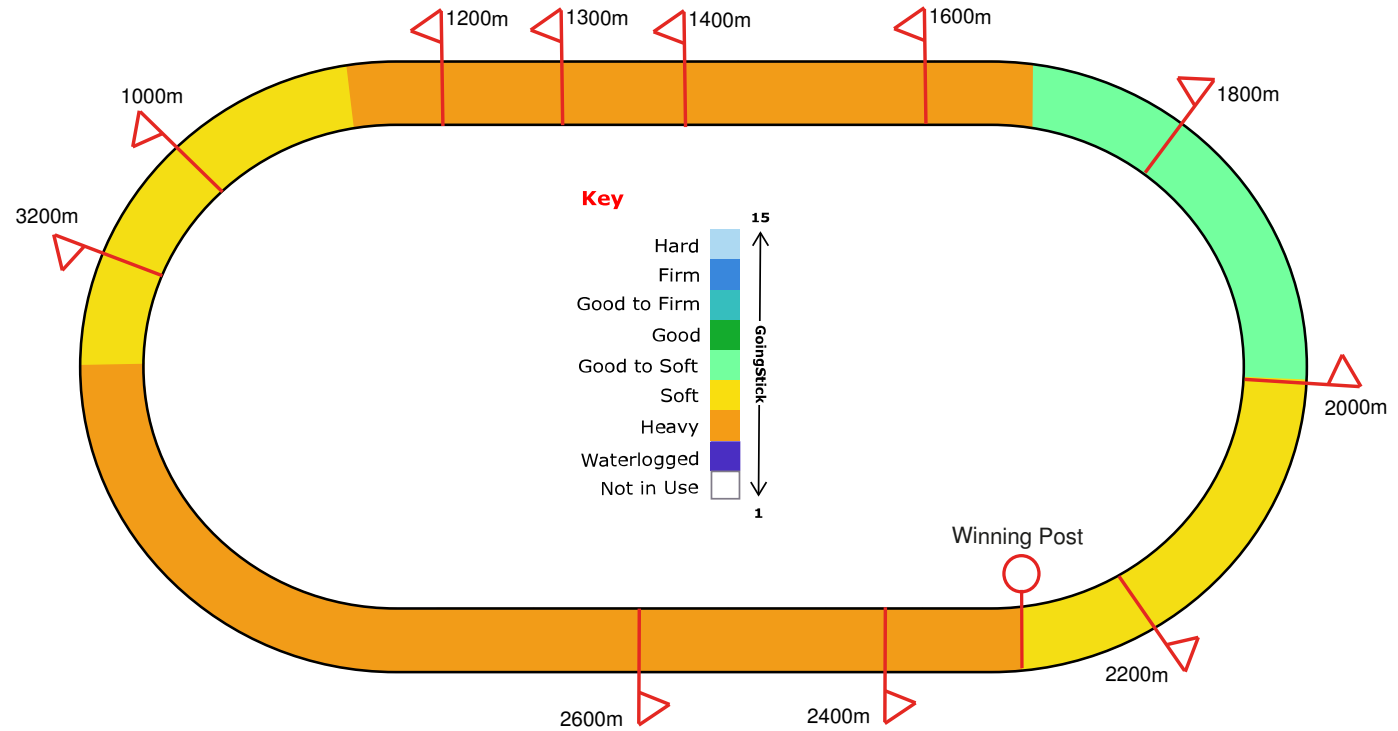 1200m
1300m
1400m
1600m
1000m
1800m
Key
3200m
15
Hard
Firm
Good to Firm
Good
Good to Soft
Soft
Heavy
Waterlogged
Not in Use
GoingStick
1
2000m
Winning Post
2200m
2600m
2400m